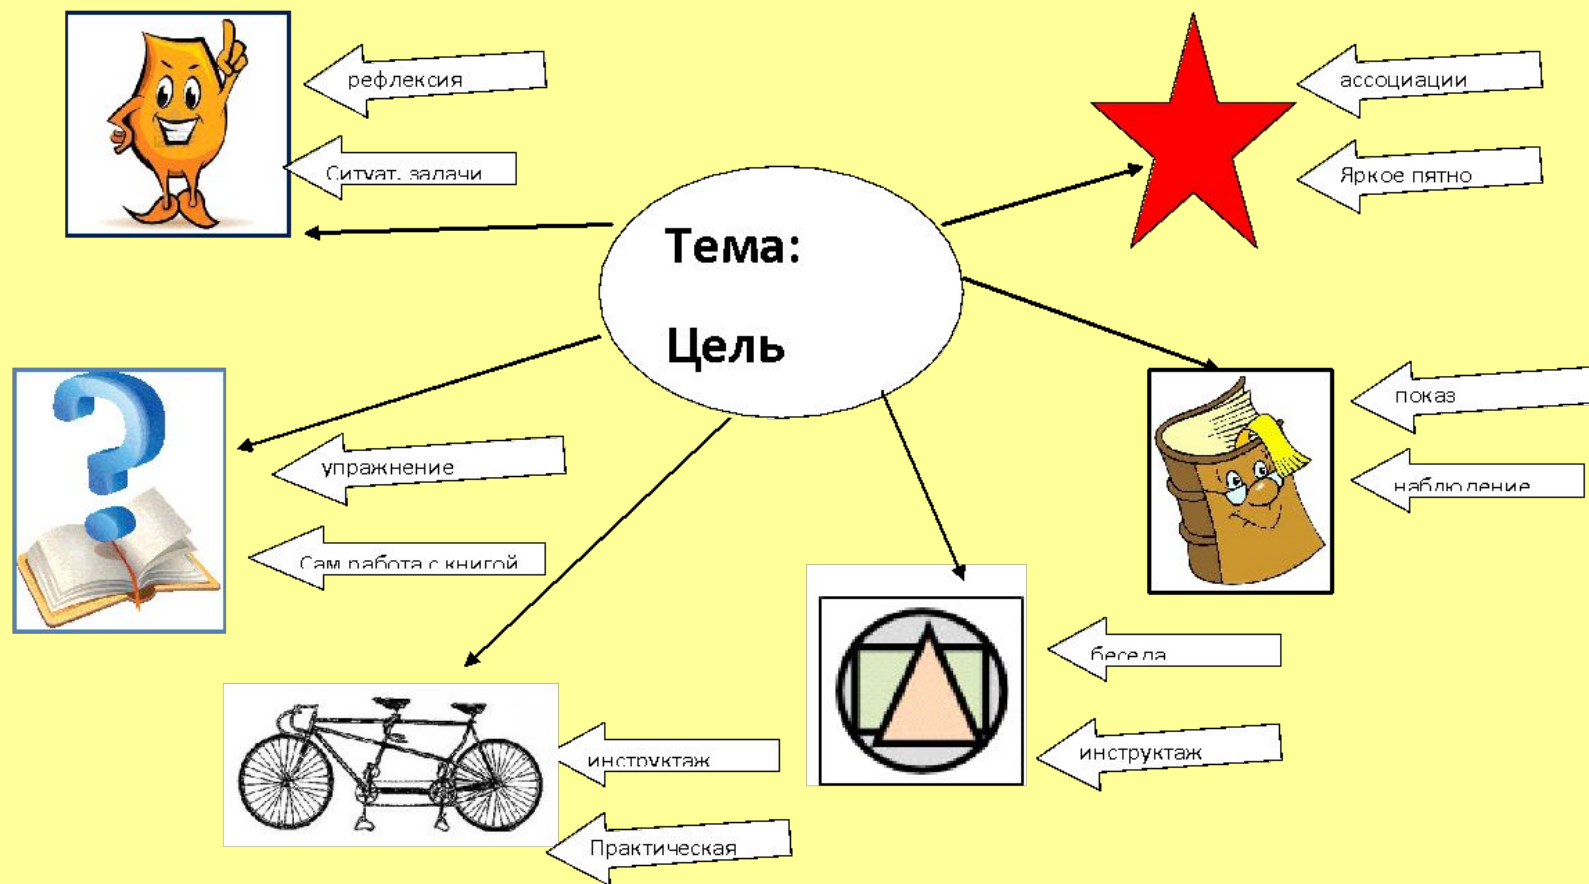 рефлексия
Ситуат. задачи
Тема:
Цель
ассоциации
Яркое пятно
показ
наблюдение
упражнение
Сам работа с книгой
беседа
инструктаж
инструктаж
Практическая